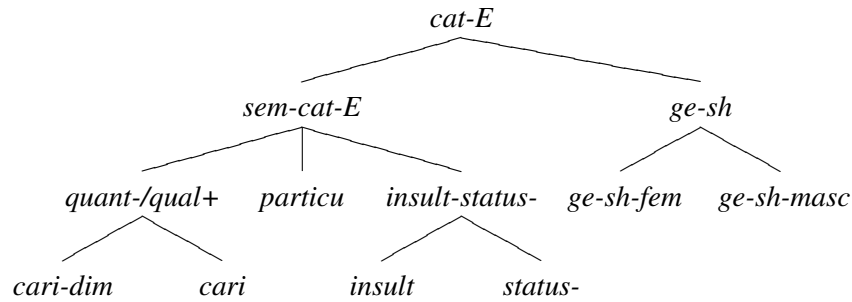 cat-E
sem-cat-E ge-sh
quant-/qual+ particu insult-status- ge-sh-fem ge-sh-masc
cari-dim cari insult status-